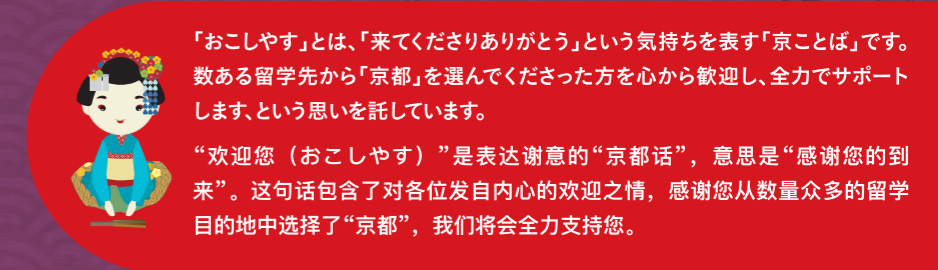 「おこしやす」とは、「来てくださりありがとう」という気持ちを表す「京ことば」です。
数ある留学先から「京都」を選んでくださった方を心から歓迎し、全力でサポート
します、という思いを託しています。
“欢迎您（おこしやす）”是表达谢意的“京都话”，意思是“感谢您的到
来”。这句话包含了对各位发自内心的欢迎之情，感谢您从数量众多的留学
目的地中选择了“京都”，我们将会全力支持您。